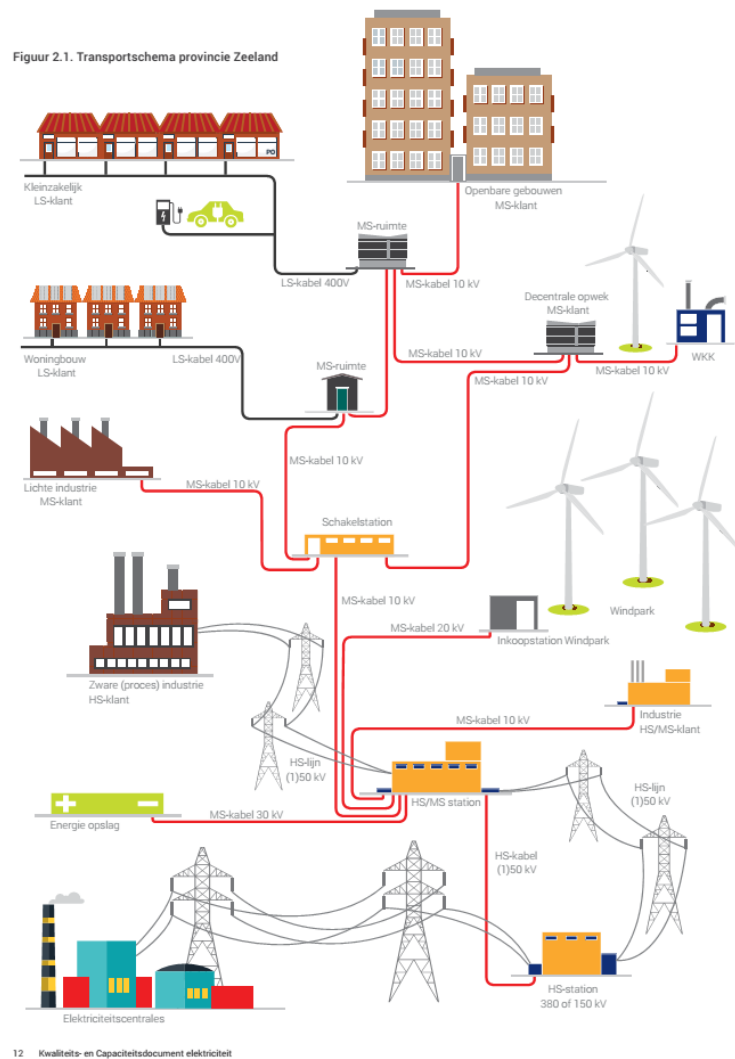 Figuur 2.1. Transportschema provincie Zeeland
PO
Kleinzakelijk
LS-klant
Openbare gebouwen
MS-klant
MS-ruimte
LS-kabel 400V
MS-kabel 10 kV
Decentrale opwek
MS-klant
Woningbouw
LS-klant
LS-kabel 400V
MS-ruimte
MS-kabel 10 kV
MS-kabel 10 kV
MS-kabel 10 kV
WKK
MS-kabel 10 kV
Lichte industrie
MS-klant
MS-kabel 10 kV
Schakelstation
MS-kabel 10 kV
MS-kabel 20 kV
Inkoopstation Windpark
Windpark
Zware (proces) industrie
HS-klant
MS-kabel 10 kV
Industrie
HS/MS-klant
HS-lijn
(1)50 kV
HS/MS station
HS-lijn
(1)50 kV
MS-kabel 30 kV
Energie opslag
HS-kabel
(1)50 kV
HS-station
380 of 150 kV
Elektriciteitscentrales
12 Kwaliteits- en Capaciteitsdocument elektriciteit